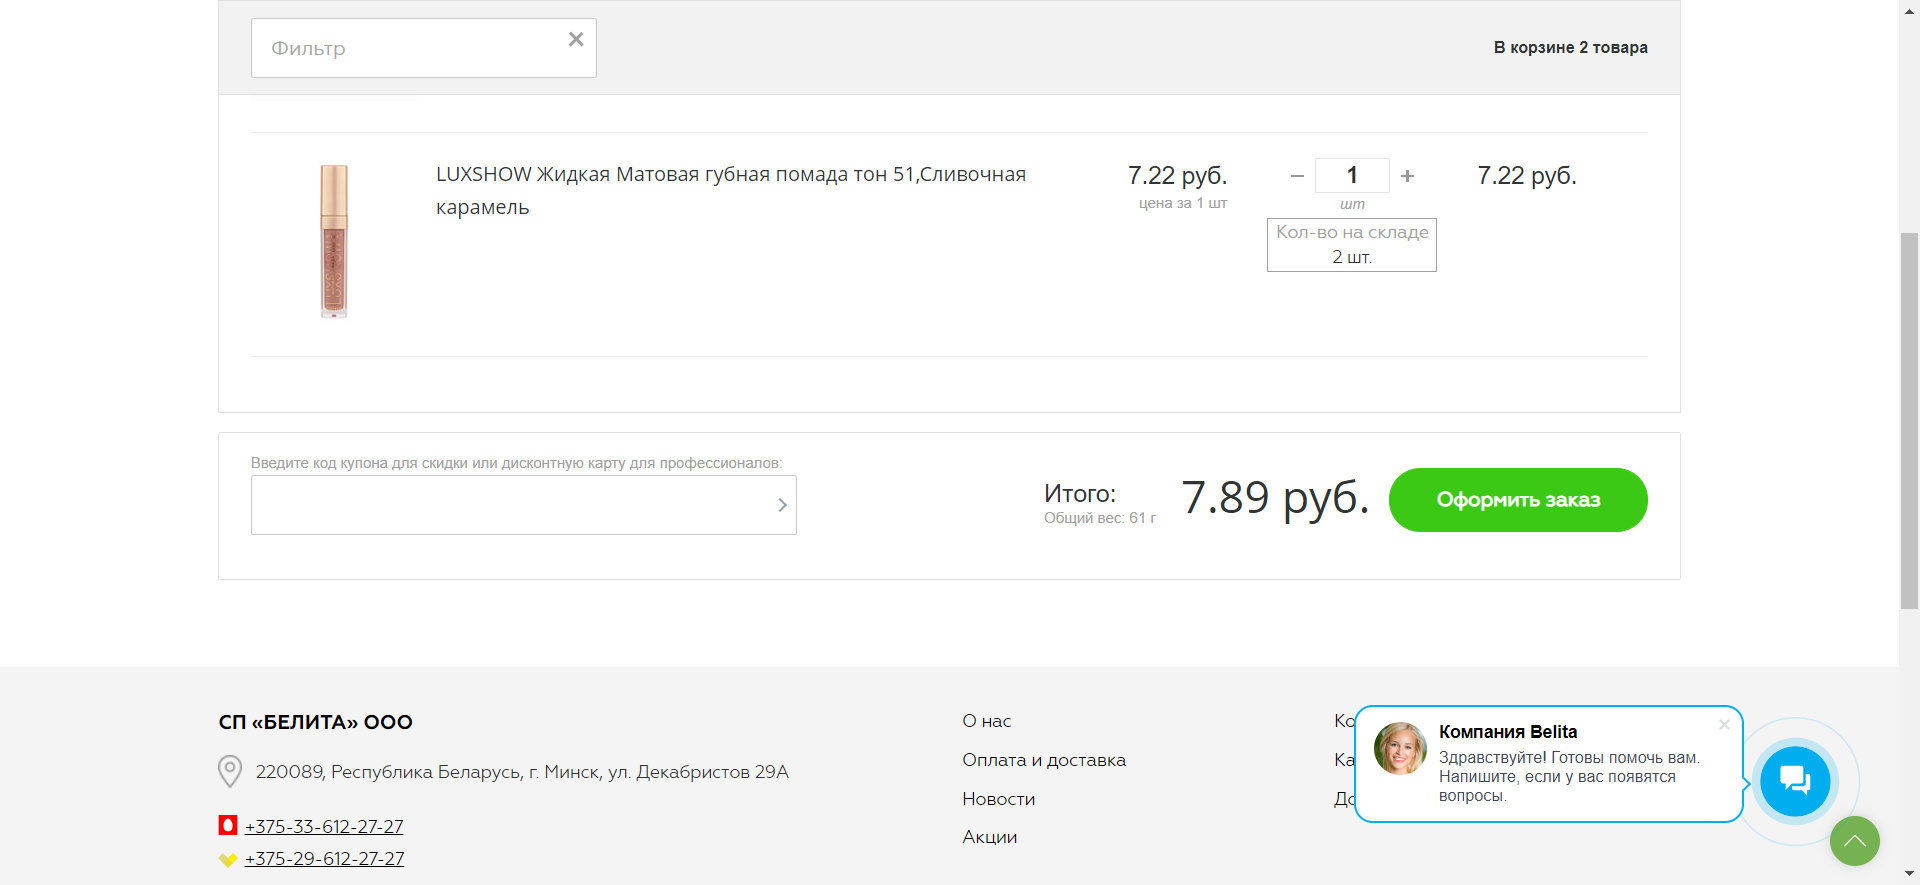 Фильтр
В корзине 2 товара
LUXSHOW Жидкая Матовая губная помада тон 51,Сливочная
карамель
7.22 руб.
цена за 1 шт
1
шт
Кол-во на складе
2 шт.
7.22 руб.
Введите код купона для скидки или дисконтную карту для профессионалов:
Итого:
Общий вес: 61 г
7.89 руб.
Оформить заказ
СП «БЕЛИТА» ООО
220089, Республика Беларусь, г. Минск, ул. Декабристов 29А
+375-33-612-27-27
+375-29-612-27-27
О нас
Оплата и доставка
Новости
Акции
Ко
Ка
До
Компания Belita
Здравствуйте! Готовы помочь вам.
Напишите, если у вас появятся
вопросы.